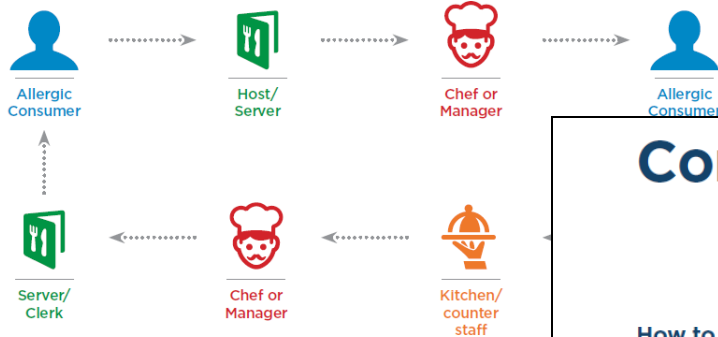 Allergic
Consumer
Host/
Server
Chef or
Manager
Allergic
Consumer
Server/
Clerk
Chef or
Manager
Kitchen/
counter
staff
How to